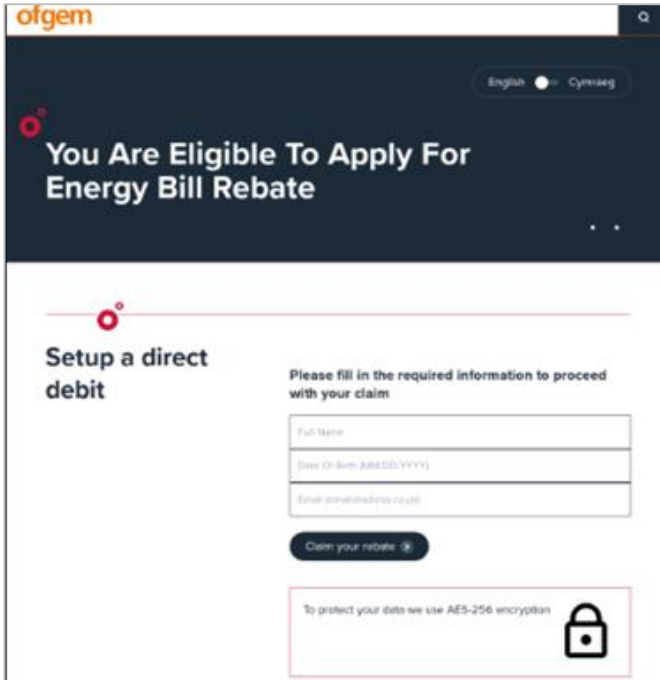 ofgem
English Cymraeg
You Are Eligible To Apply For
Energy Bill Rebate
Setup a direct
debit
Please fill in the required information to proceed
with your claim
Full Name
Date Of Birth (MM/DD/YYYY)
Email
Claim your rebate
To protect your data we use AES-256 encryption